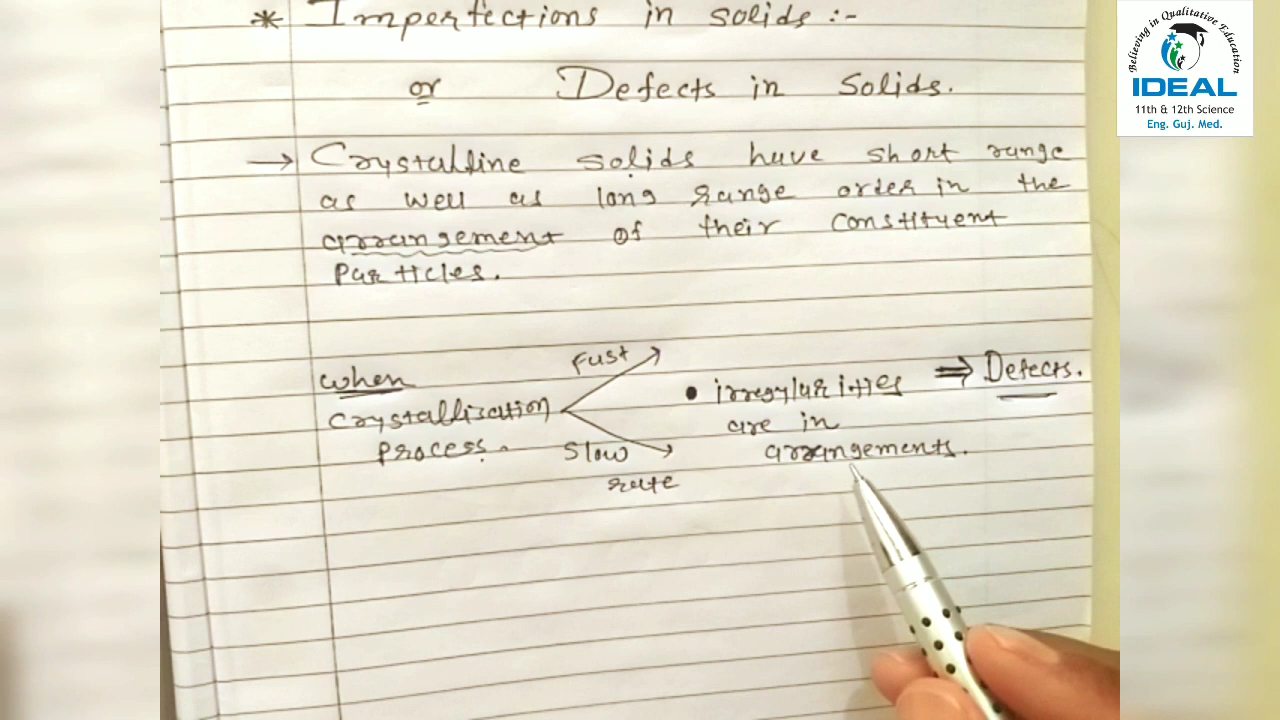 * Imperfections in solids :-
or Defects in Solids.
→ Crystalline solids have short range
as well as long range order in the
arrangement of their constituent
particles.
Fast
when
⇒ Defects.
• irregularities
Crystallization
are in
process.
Slow
arrangements.
rate
Believing in Qualitative Education
IDEAL
11th & 12th Science
Eng. Guj. Med.